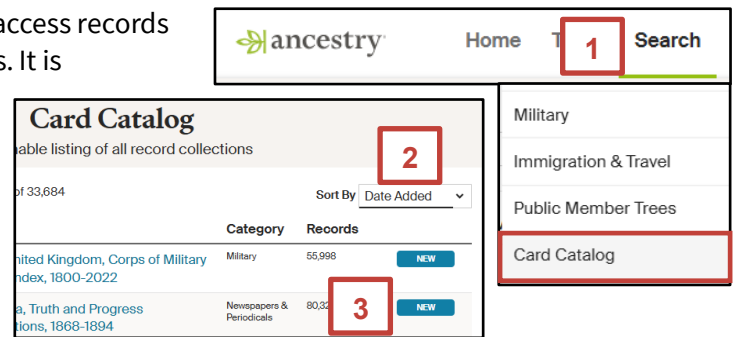 access records
s. It is
ancestry
Home T 1 Search
Military
Immigration & Travel
Public Member Trees
Card Catalog
Card Catalog
able listing of all record collections
2
of 33,684
Sort By Date Added
Category Records
nited Kingdom, Corps of Military Military 55,998 NEW
ndex, 1800-2022
a, Truth and Progress Newspapers & 80,32 3 NEW
tions, 1868-1894 Periodicals